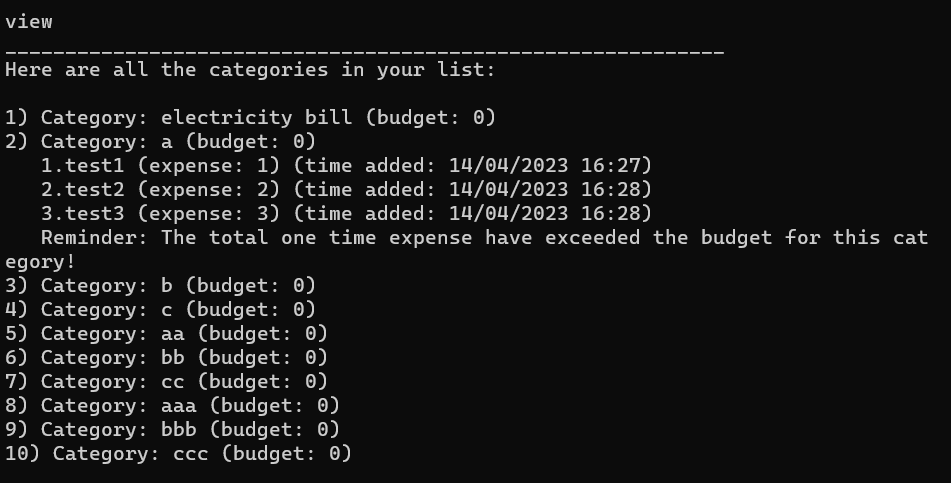 view
____________________________________________________________
Here are all the categories in your list:

1) Category: electricity bill (budget: 0)
2) Category: a (budget: 0)
   1.test1 (expense: 1) (time added: 14/04/2023 16:27)
   2.test2 (expense: 2) (time added: 14/04/2023 16:28)
   3.test3 (expense: 3) (time added: 14/04/2023 16:28)
   Reminder: The total one time expense have exceeded the budget for this cat
egory!
3) Category: b (budget: 0)
4) Category: c (budget: 0)
5) Category: aa (budget: 0)
6) Category: bb (budget: 0)
7) Category: cc (budget: 0)
8) Category: aaa (budget: 0)
9) Category: bbb (budget: 0)
10) Category: ccc (budget: 0)